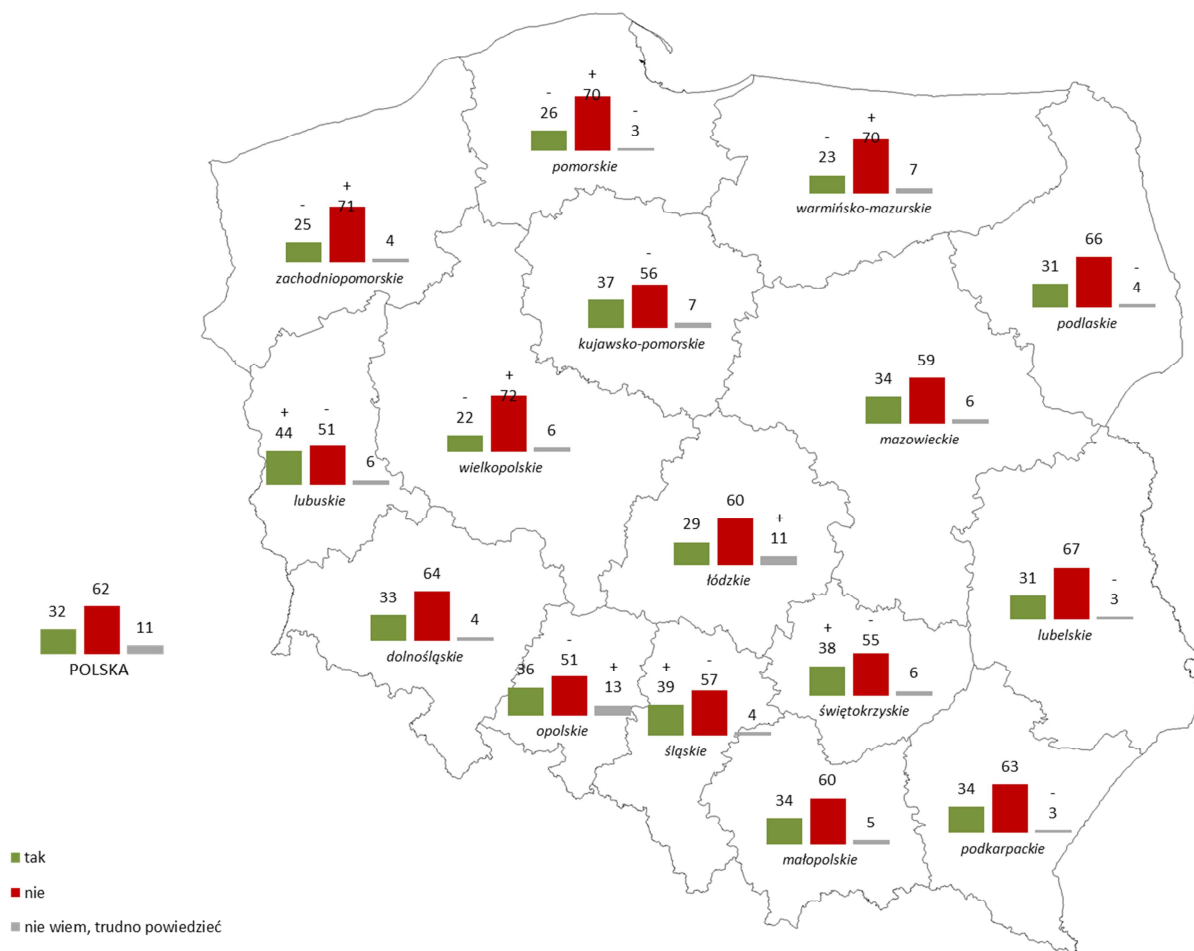 - + -
26 70 3
pomorskie
- +
23 70 7
warmińsko-mazurskie
- +
25 71 4
zachodniopomorskie
-
37 56 7
kujawsko-pomorskie
-
31 66 4
podlaskie
+ -
44 51 6
lubuskie
- +
22 72 6
wielkopolskie
34 59 6
mazowieckie
+
29 60 11
łódzkie
-
31 67 3
lubelskie
32 62 11
POLSKA
33 64 4
dolnośląskie
- +
36 51 13
opolskie
+ -
39 57 4
śląskie
+ -
38 55 6
świętokrzyskie
34 60 5
małopolskie
-
34 63 3
podkarpackie
tak
nie
nie wiem, trudno powiedzieć